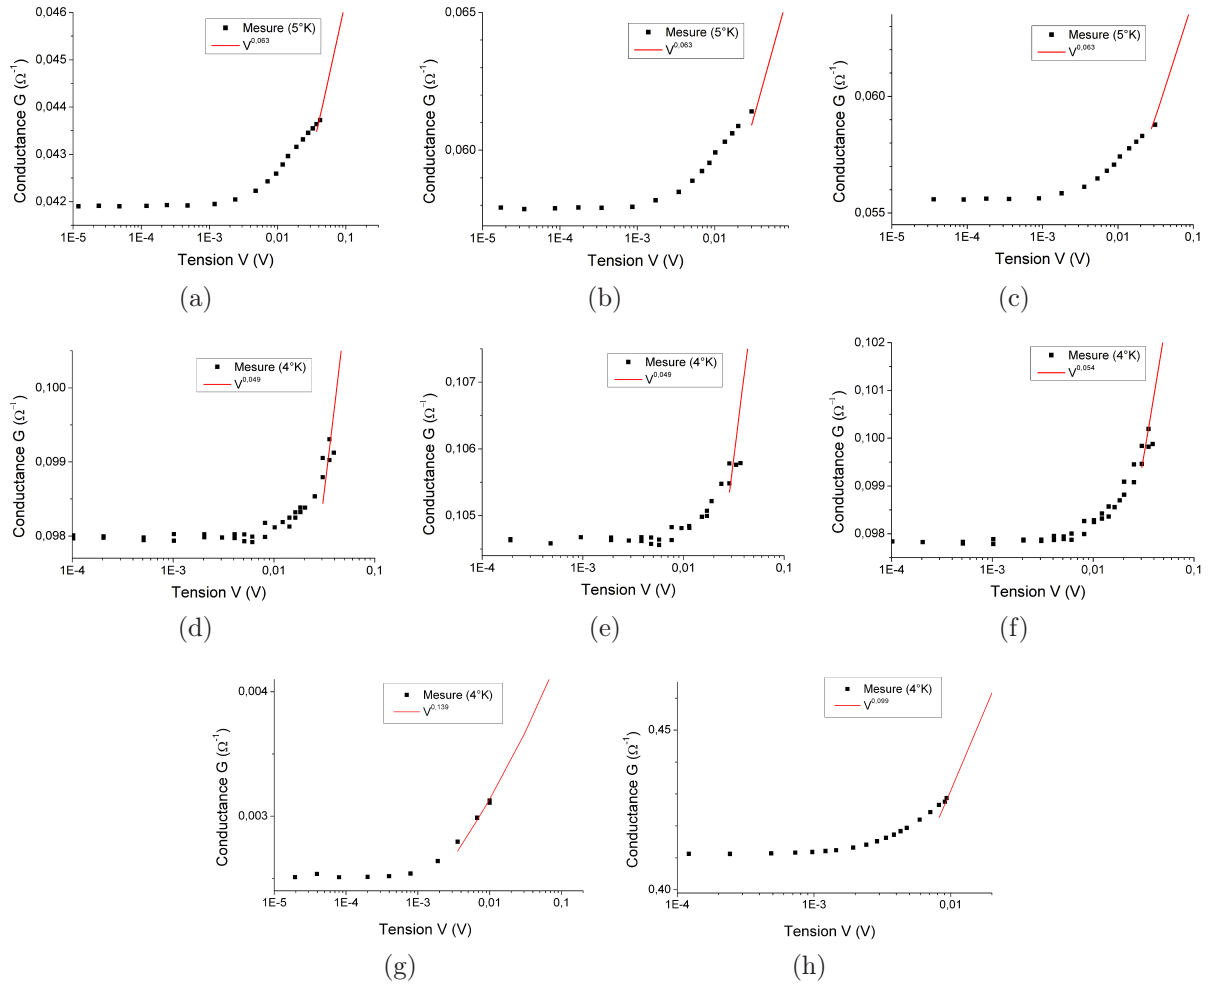 0,046
0,045
0,044
0,043
0,042
Conductance G (Ω⁻¹)
Mesure (5°K)
V^0,063
1E-5 1E-4 1E-3 0,01 0,1
Tension V (V)
(a)
0,065
0,060
Conductance G (Ω⁻¹)
Mesure (5°K)
V^0,063
1E-5 1E-4 1E-3 0,01
Tension V (V)
(b)
0,060
0,055
Conductance G (Ω⁻¹)
Mesure (5°K)
V^0,063
1E-5 1E-4 1E-3 0,01 0,1
Tension V (V)
(c)
0,100
0,099
0,098
Conductance G (Ω⁻¹)
Mesure (4°K)
V^0,049
1E-4 1E-3 0,01 0,1
Tension V (V)
(d)
0,107
0,106
0,105
Conductance G (Ω⁻¹)
Mesure (4°K)
V^0,049
1E-4 1E-3 0,01 0,1
Tension V (V)
(e)
0,102
0,101
0,100
0,099
0,098
Conductance G (Ω⁻¹)
Mesure (4°K)
V^0,054
1E-4 1E-3 0,01 0,1
Tension V (V)
(f)
0,004
0,003
Conductance G (Ω⁻¹)
Mesure (4°K)
V^0,139
1E-5 1E-4 1E-3 0,01 0,1
Tension V (V)
(g)
0,45
0,40
Conductance G (Ω⁻¹)
Mesure (4°K)
V^0,099
1E-4 1E-3 0,01
Tension V (V)
(h)